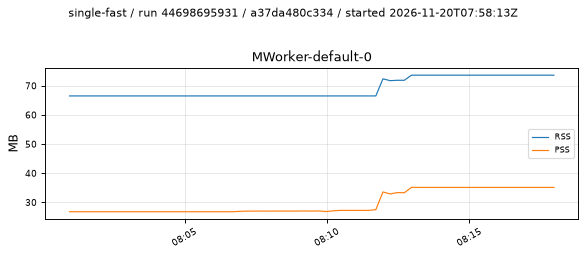 single-fast / run 44698695931 / a37da480c334 / started 2026-11-20T07:58:13Z
MWorker-default-0
MB
70
60
50
40
30
RSS
PSS
08:05
08:10
08:15